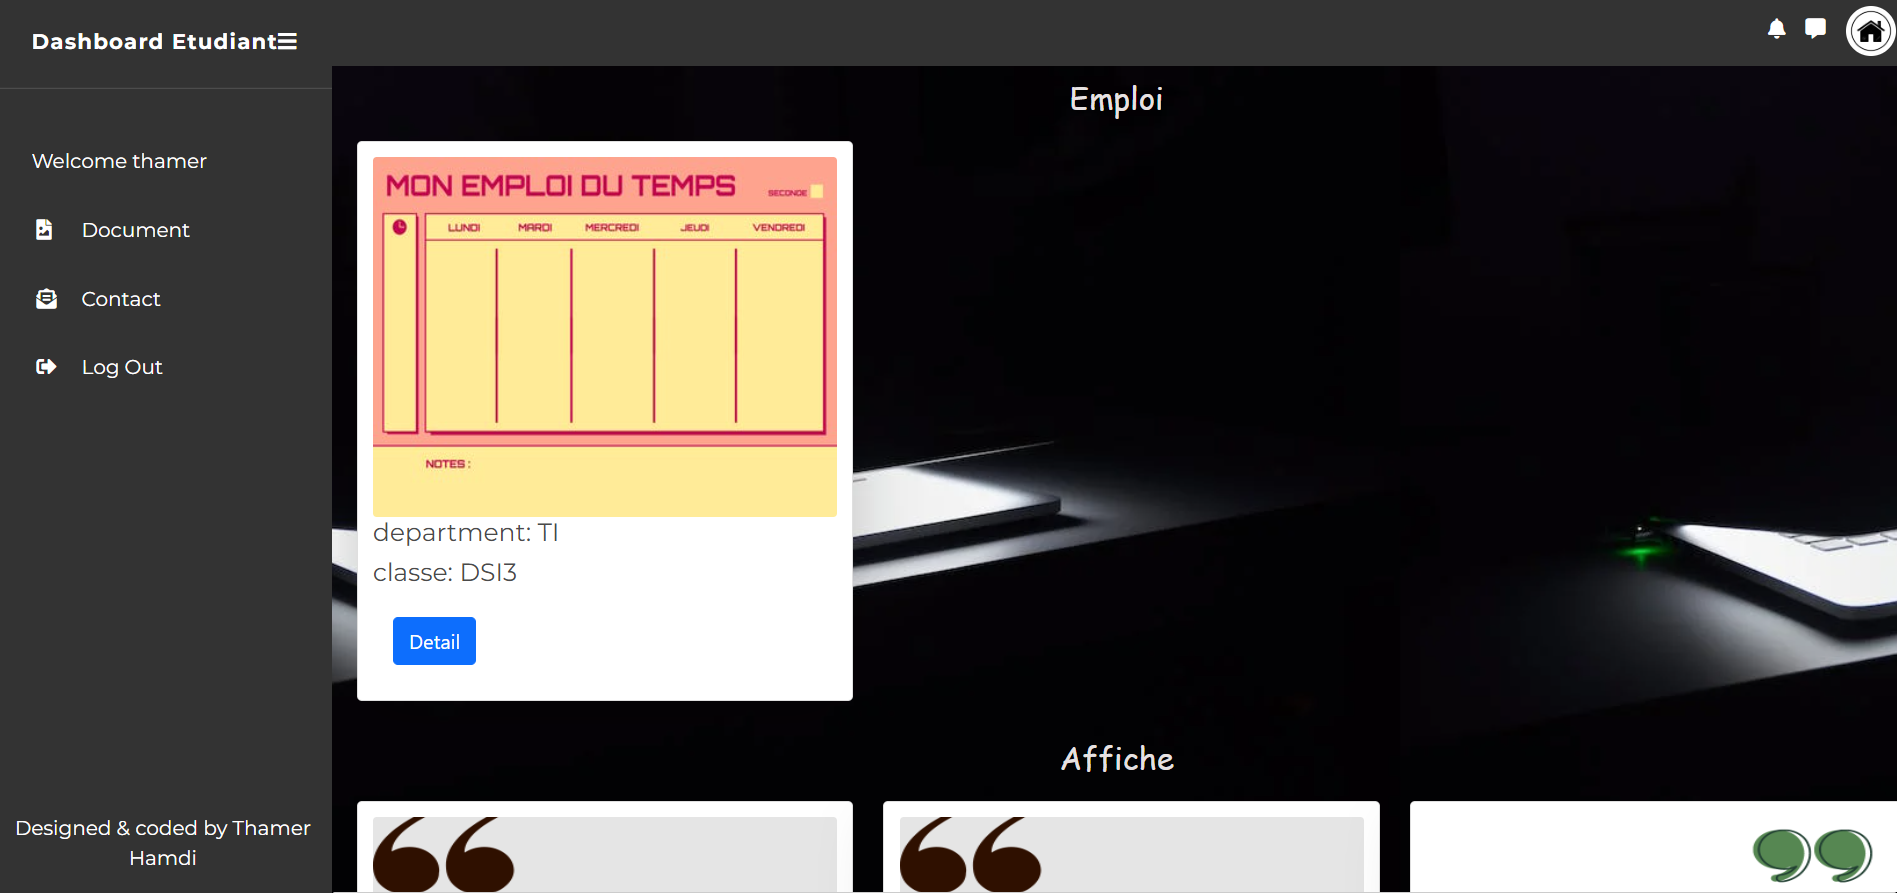 Dashboard Etudiant
Welcome thamer
Document
Contact
Log Out
Designed & coded by Thamer
Hamdi
Emploi
MON EMPLOI DU TEMPS
SECONDE
LUNDI MARDI MERCREDI JEUDI VENDREDI
NOTES :
department: TI
classe: DSI3
Detail
Affiche